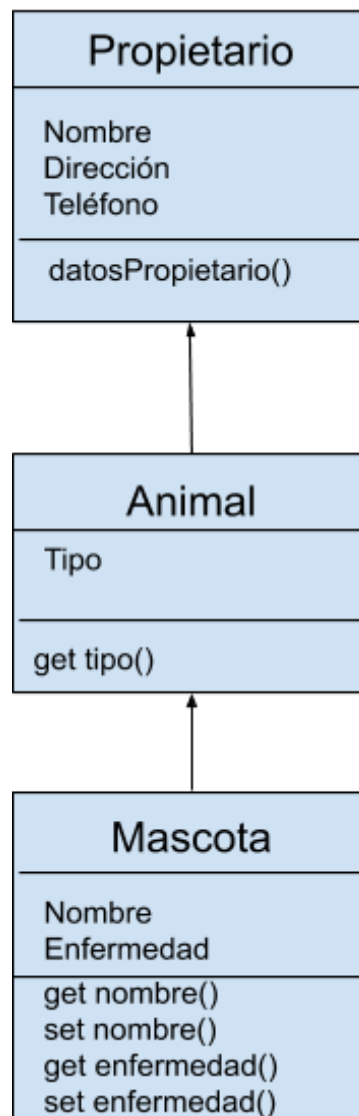 Propietario
Nombre
Dirección
Teléfono
datosPropietario()
Animal
Tipo
get tipo()
Mascota
Nombre
Enfermedad
get nombre()
set nombre()
get enfermedad()
set enfermedad()